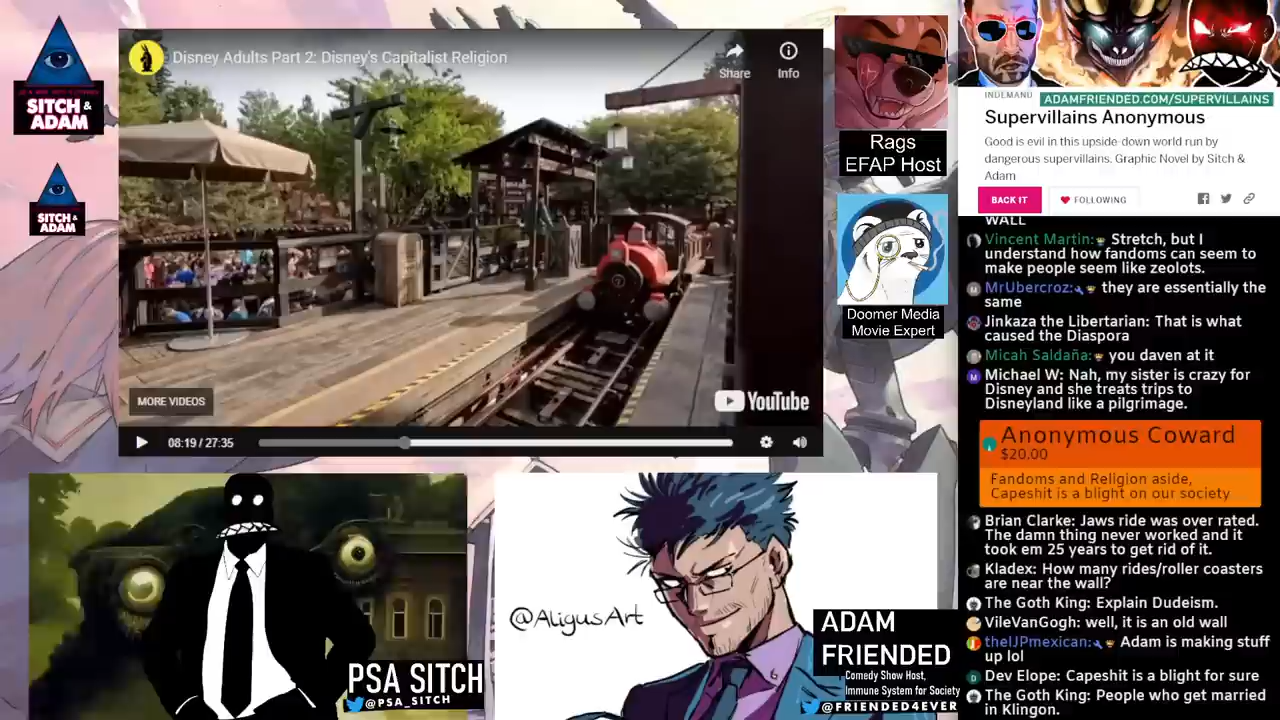 SITCH &
ADAM
SITCH &
ADAM
Disney Adults Part 2: Disney's Capitalist Religion
Share
Info
MORE VIDEOS
YouTube
08:19 / 27:35
Rags
EFAP Host
Doomer Media
Movie Expert
INDEMAND
ADAMFRIENDED.COM/SUPERVILLAINS
Supervillains Anonymous
Good is evil in this upside-down world run by
dangerous supervillains. Graphic Novel by Sitch &
Adam
BACK IT
FOLLOWING
WALL
Vincent Martin: Stretch, but I
understand how fandoms can seem to
make people seem like zeolots.
MrUbercroz: they are essentially the
same
Jinkaza the Libertarian: That is what
caused the Diaspora
Micah Saldaña: you daven at it
Michael W: Nah, my sister is crazy for
Disney and she treats trips to
Disneyland like a pilgrimage.
Anonymous Coward
$20.00
Fandoms and Religion aside,
Capeshit is a blight on our society
Brian Clarke: Jaws ride was over rated.
The damn thing never worked and it
took em 25 years to get rid of it.
Kladex: How many rides/roller coasters
are near the wall?
The Goth King: Explain Dudeism.
VileVanGogh: well, it is an old wall
theIJPmexican: Adam is making stuff
up lol
Dev Elope: Capeshit is a blight for sure
The Goth King: People who get married
in Klingon.
PSA SITCH
@PSA_SITCH
@AligusArt
ADAM
FRIENDED
Comedy Show Host,
Immune System for Society
@FRIENDED4EVER